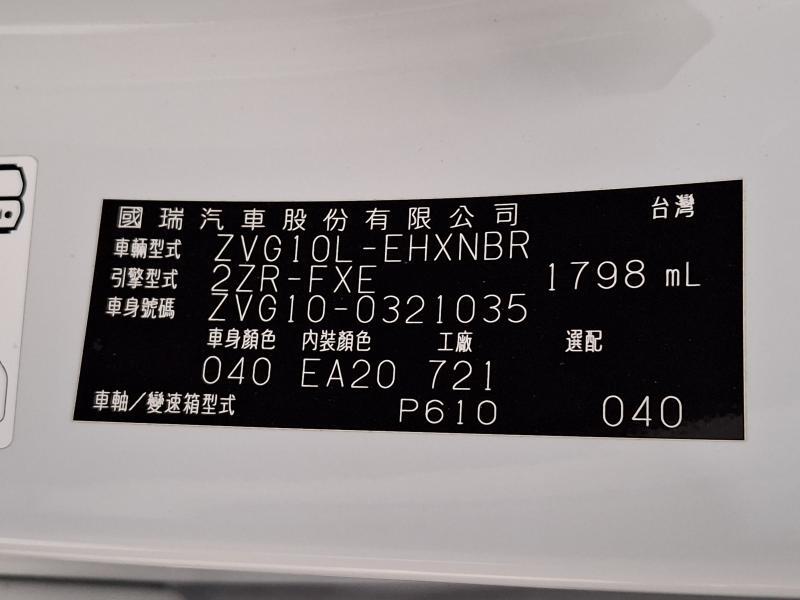 國瑞汽車股份有限公司 台灣
車輛型式 ZVG10L-EHXNBR
引擎型式 2ZR-FXE 1798 mL
車身號碼 ZVG10-0321035
車身顏色 內裝顏色 工廠 選配
040 EA20 721
車軸/變速箱型式 P610 040